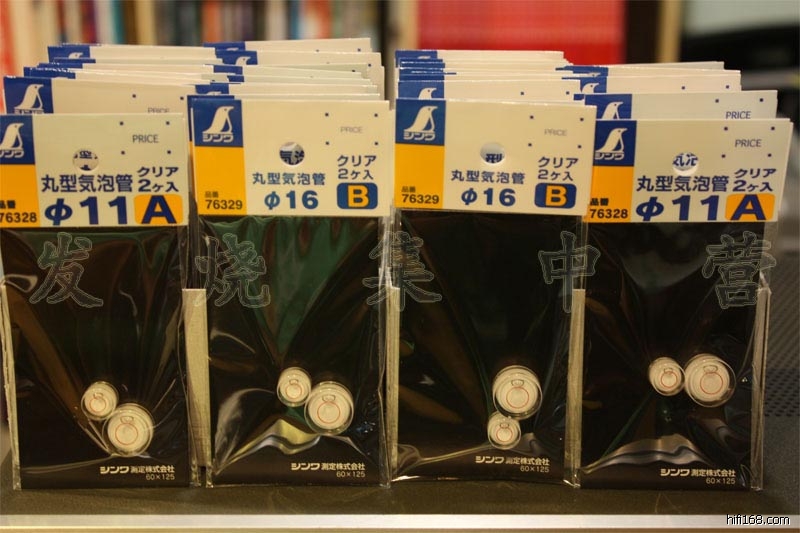 シンワ
PRICE
丸型気泡管
クリア
2ヶ入
品番
76328
φ11
A
シンワ測定株式会社
60×125
シンワ
PRICE
丸型気泡管
クリア
2ヶ入
品番
76329
φ16
B
シンワ測定株式会社
60×125
シンワ
PRICE
丸型気泡管
クリア
2ヶ入
品番
76329
φ16
B
シンワ測定株式会社
60×125
シンワ
PRICE
丸型気泡管
クリア
2ヶ入
品番
76328
φ11
A
シンワ測定株式会社
60×125
PRICE
PRICE
发烧集中营
hifi168.com